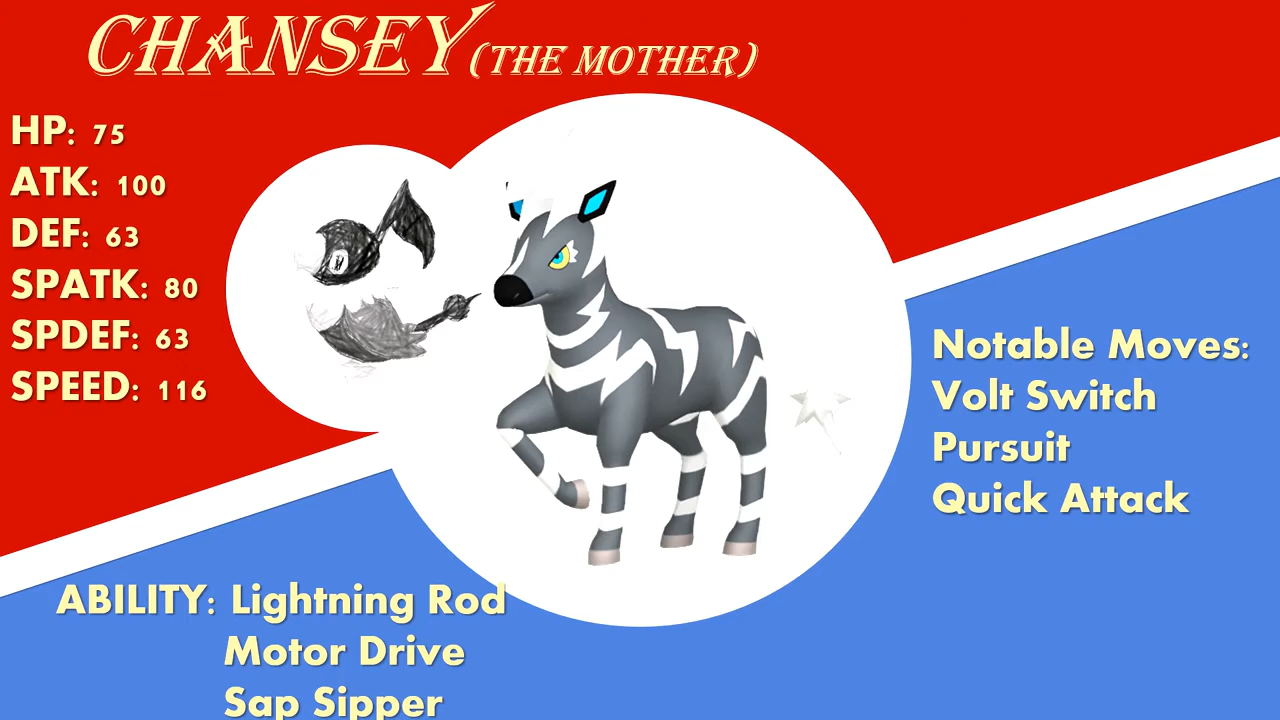 CHANSEY (THE MOTHER)
HP: 75
ATK: 100
DEF: 63
SPATK: 80
SPDEF: 63
SPEED: 116
Notable Moves:
Volt Switch
Pursuit
Quick Attack
ABILITY: Lightning Rod
Motor Drive
Sap Sipper